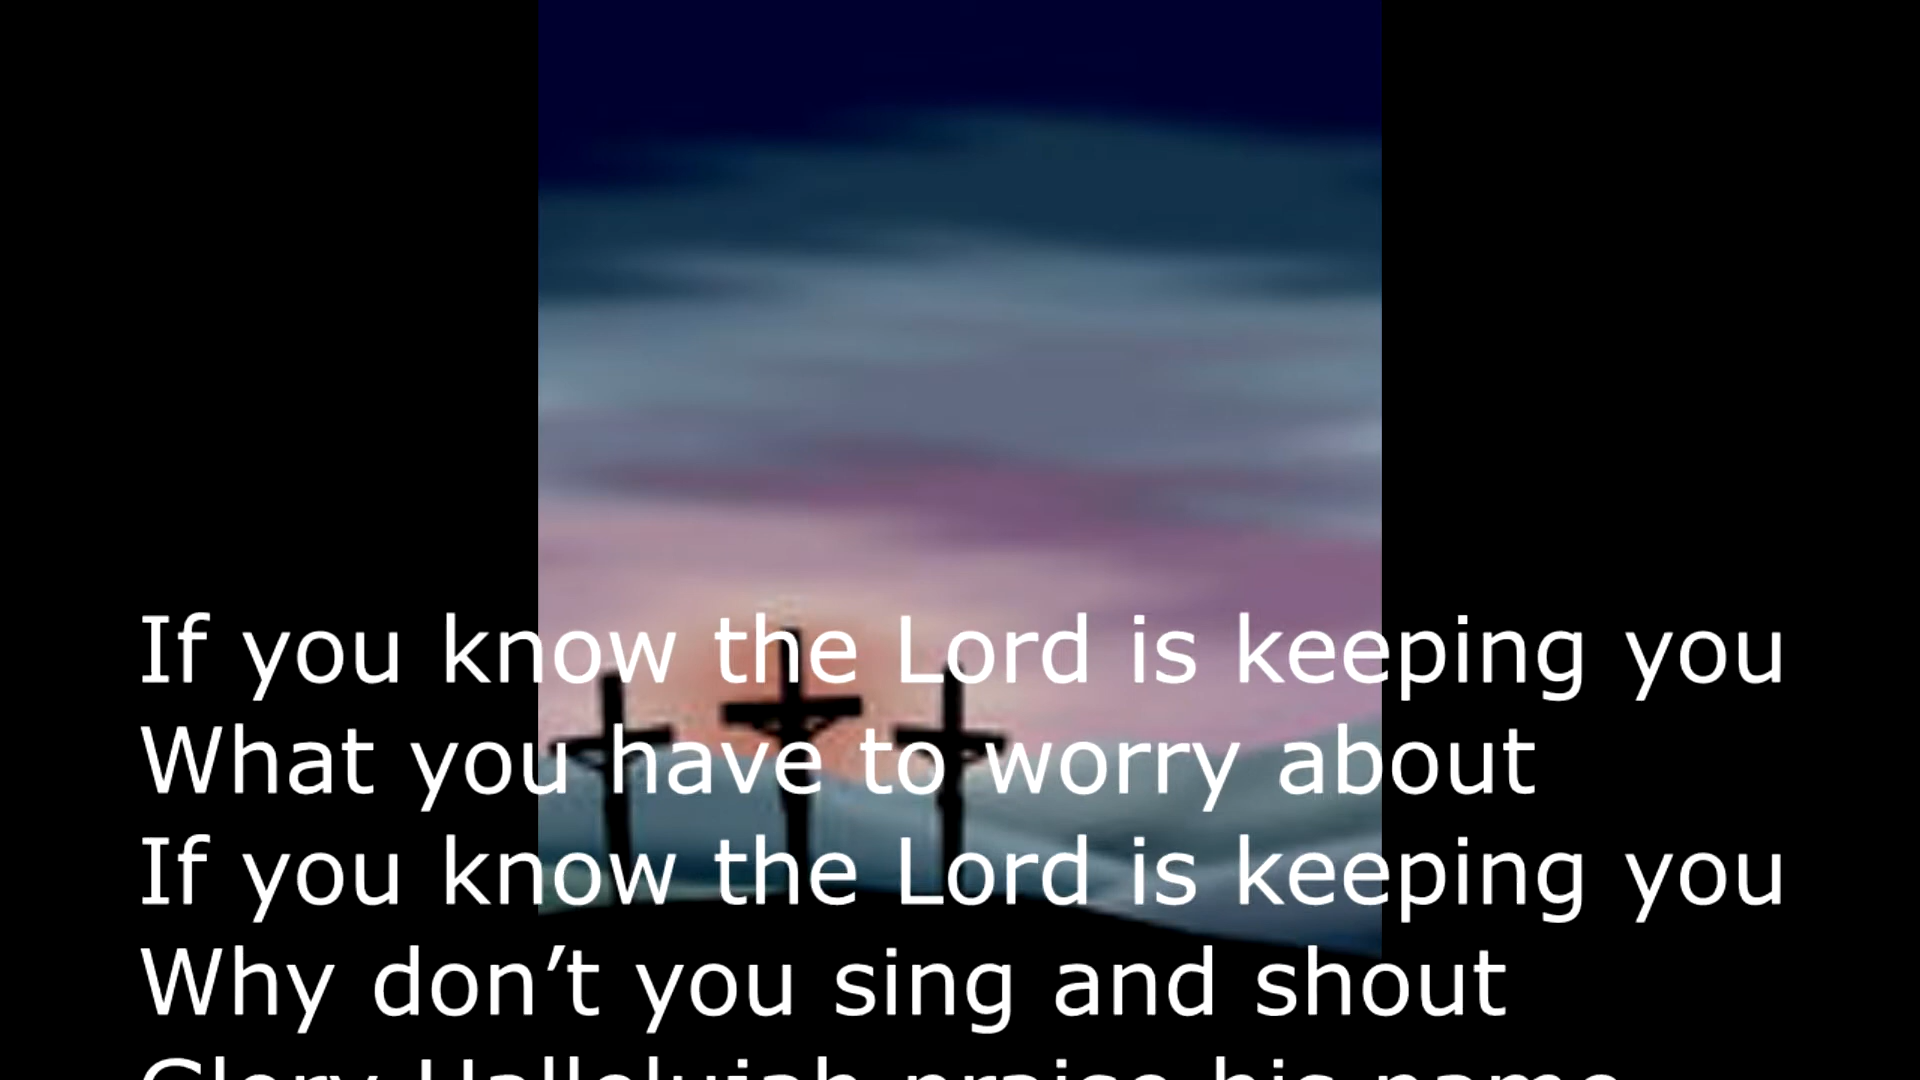 If you know the Lord is keeping you
What you have to worry about
If you know the Lord is keeping you
Why don’t you sing and shout
Glory Hallelujah praise his name